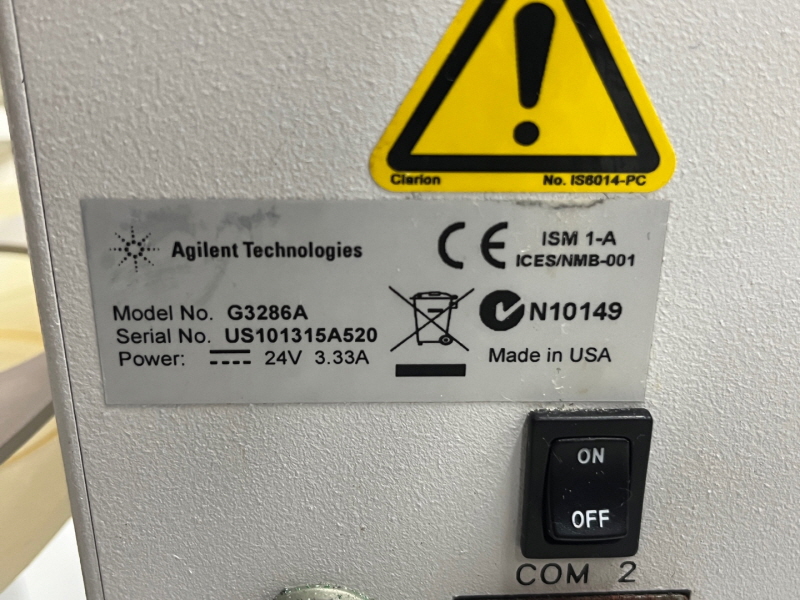 Clarion No. IS6014-PC
Agilent Technologies
CE
ISM 1-A
ICES/NMB-001
Model No. G3286A
Serial No. US101315A520
Power: 24V 3.33A
N10149
Made in USA
ON
OFF
COM 2